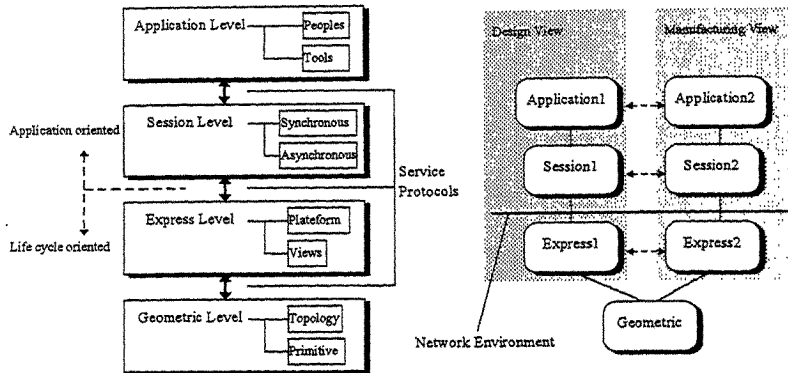 Application Level
Peoples
Tools
Session Level
Synchronous
Asynchronous
Application oriented
Life cycle oriented
Service
Protocols
Express Level
Plateform
Views
Geometric Level
Topology
Primitive
Design View
Manufacturing View
Application1
Application2
Session1
Session2
Express1
Express2
Geometric
Network Environment